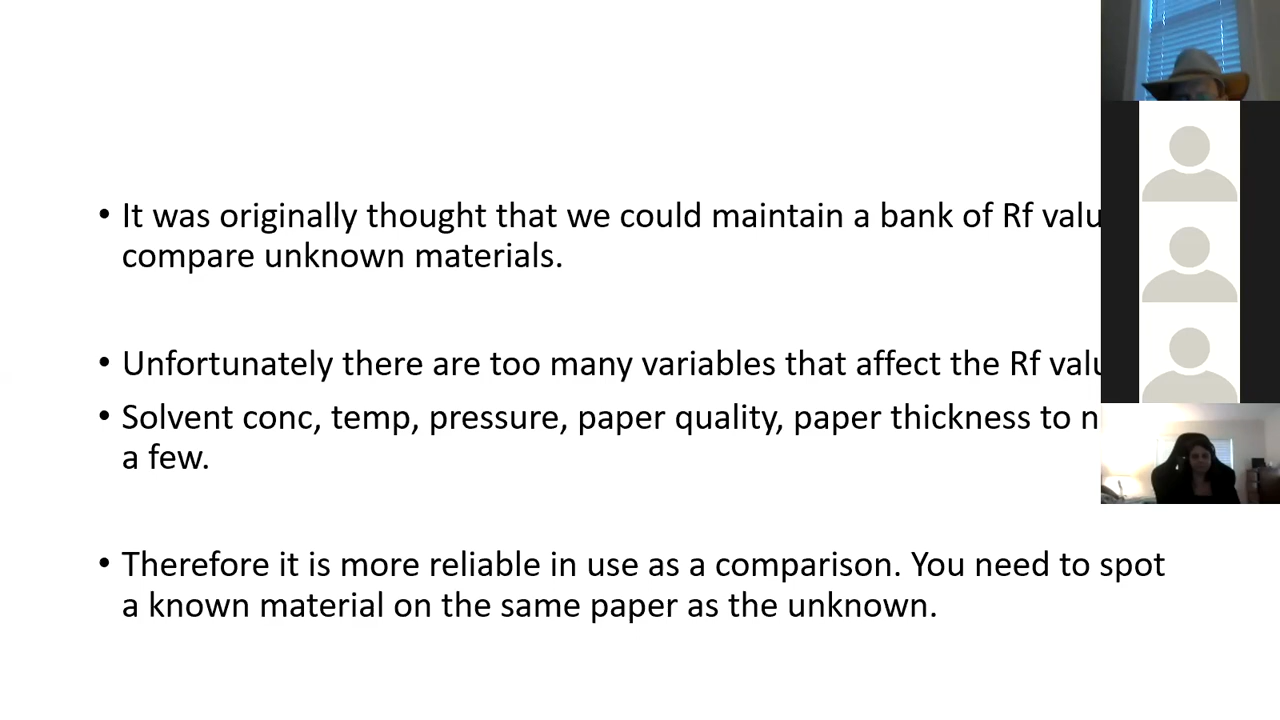 • It was originally thought that we could maintain a bank of Rf
compare unknown materials.
• Unfortunately there are too many variables that affect the Rf
• Solvent conc, temp, pressure, paper quality, paper thickness to
a few.
• Therefore it is more reliable in use as a comparison. You need to spot
a known material on the same paper as the unknown.